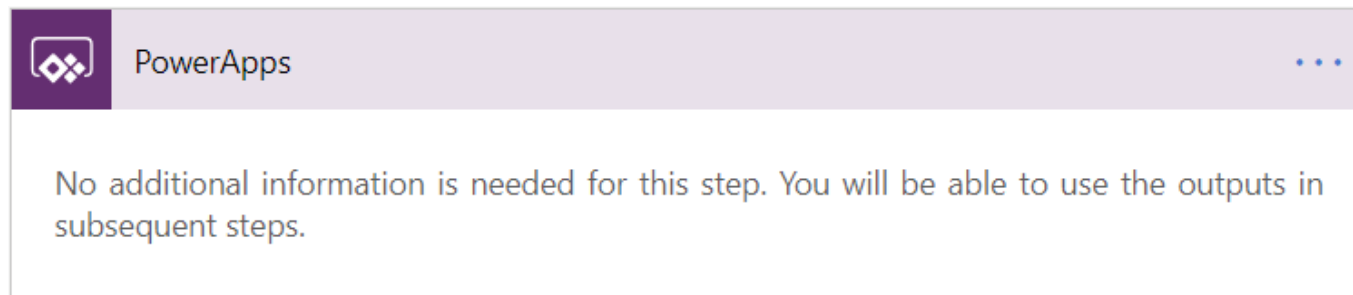 PowerApps
No additional information is needed for this step. You will be able to use the outputs in
subsequent steps.